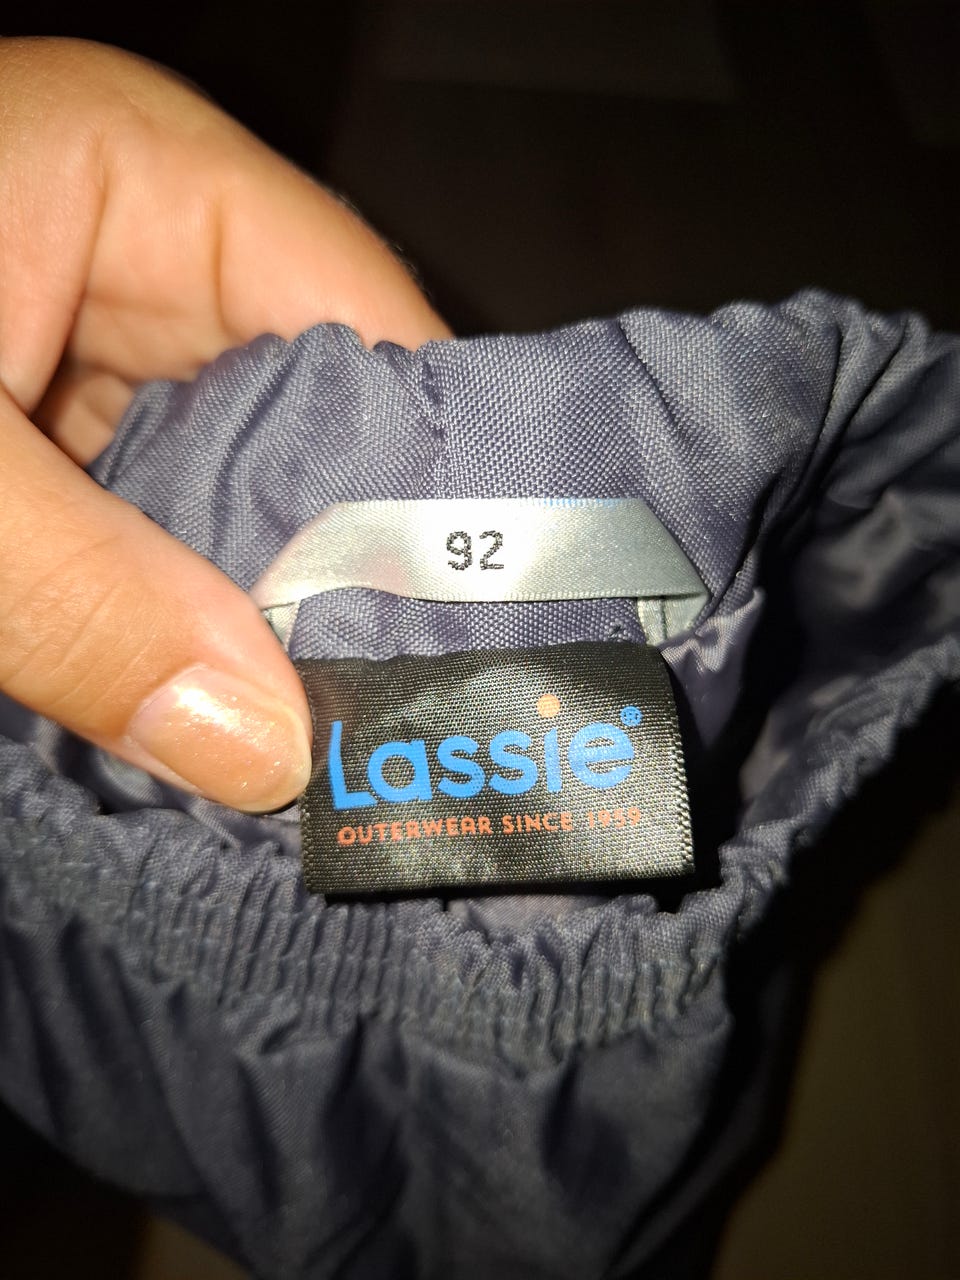 92
Lassie®
OUTERWEAR SINCE 1959